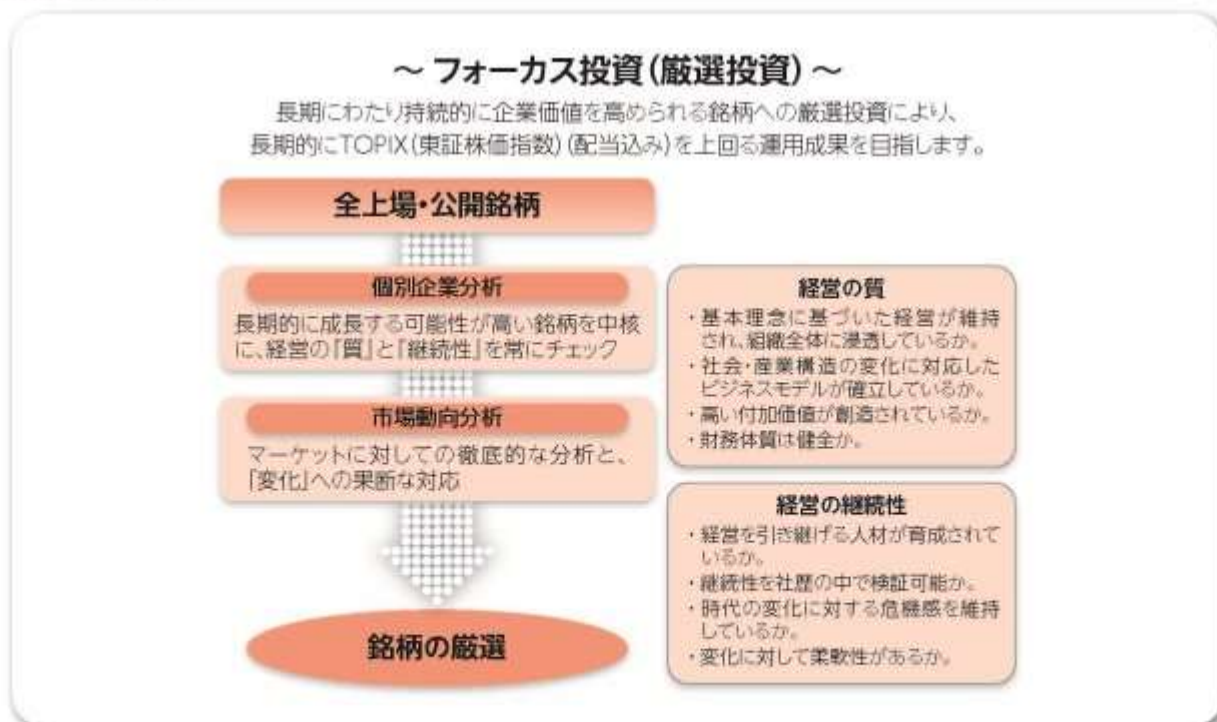 ～ フォーカス投資（厳選投資）～
長期にわたり持続的に企業価値を高められる銘柄への厳選投資により、
長期的にTOPIX（東証株価指数）（配当込み）を上回る運用成果を目指します。
全上場・公開銘柄
個別企業分析
長期的に成長する可能性が高い銘柄を中核
に、経営の『質』と『継続性』を常にチェック
市場動向分析
マーケットに対しての徹底的な分析と、
『変化』への果断な対応
銘柄の厳選
経営の質
・基本理念に基づいた経営が維持
され、組織全体に浸透しているか。
・社会・産業構造の変化に対応した
ビジネスモデルが確立しているか。
・高い付加価値が創造されているか。
・財務体質は健全か。
経営の継続性
・経営を引き継げる人材が育成されて
いるか。
・継続性を社歴の中で検証可能か。
・時代の変化に対する危機感を維持
しているか。
・変化に対して柔軟性があるか。